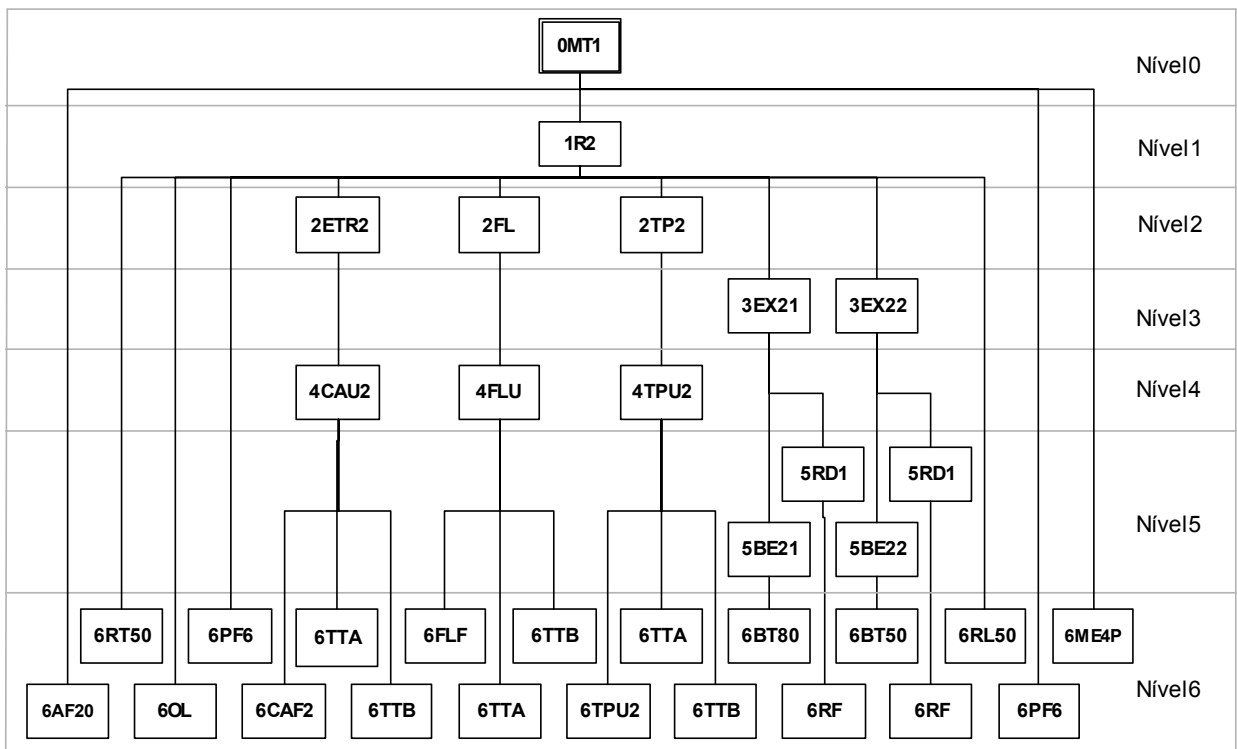 0MT1
Nível0
1R2
Nível1
2ETR2
2FL
2TP2
Nível2
3EX21
3EX22
Nível3
4CAU2
4FLU
4TPU2
Nível4
5RD1
5RD1
Nível5
5BE21
5BE22
6RT50
6PF6
6TTA
6FLF
6TTB
6TTA
6BT80
6BT50
6RL50
6ME4P
Nível6
6AF20
6OL
6CAF2
6TTB
6TTA
6TPU2
6TTB
6RF
6RF
6PF6